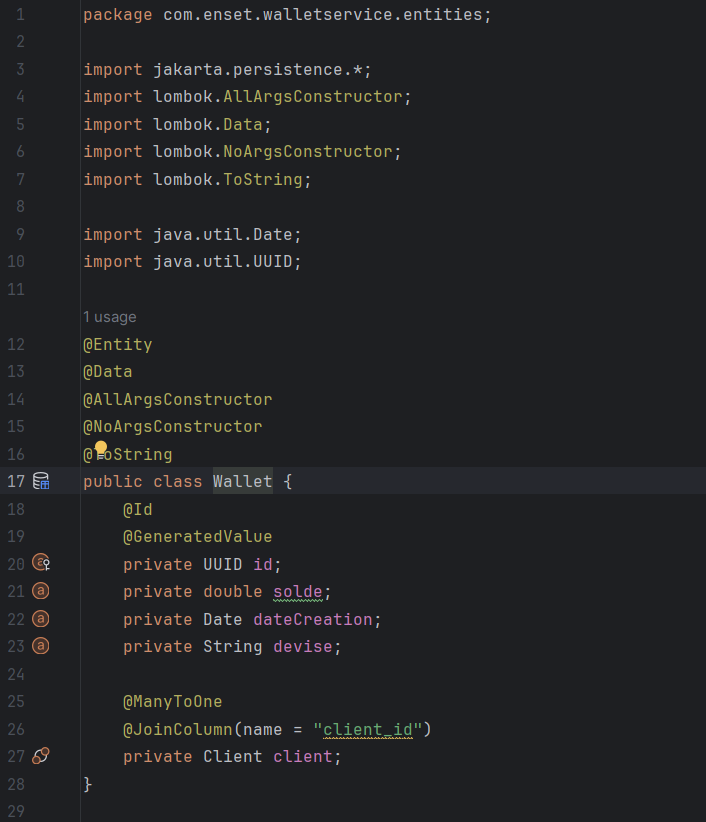 1 package com.enset.walletservice.entities;
2
3 import jakarta.persistence.*;
4 import lombok.AllArgsConstructor;
5 import lombok.Data;
6 import lombok.NoArgsConstructor;
7 import lombok.ToString;
8
9 import java.util.Date;
10 import java.util.UUID;
11
1 usage
12 @Entity
13 @Data
14 @AllArgsConstructor
15 @NoArgsConstructor
16 @ToString
17 public class Wallet {
18 @Id
19 @GeneratedValue
20 private UUID id;
21 private double solde;
22 private Date dateCreation;
23 private String devise;
24
25 @ManyToOne
26 @JoinColumn(name = "client_id")
27 private Client client;
28 }
29